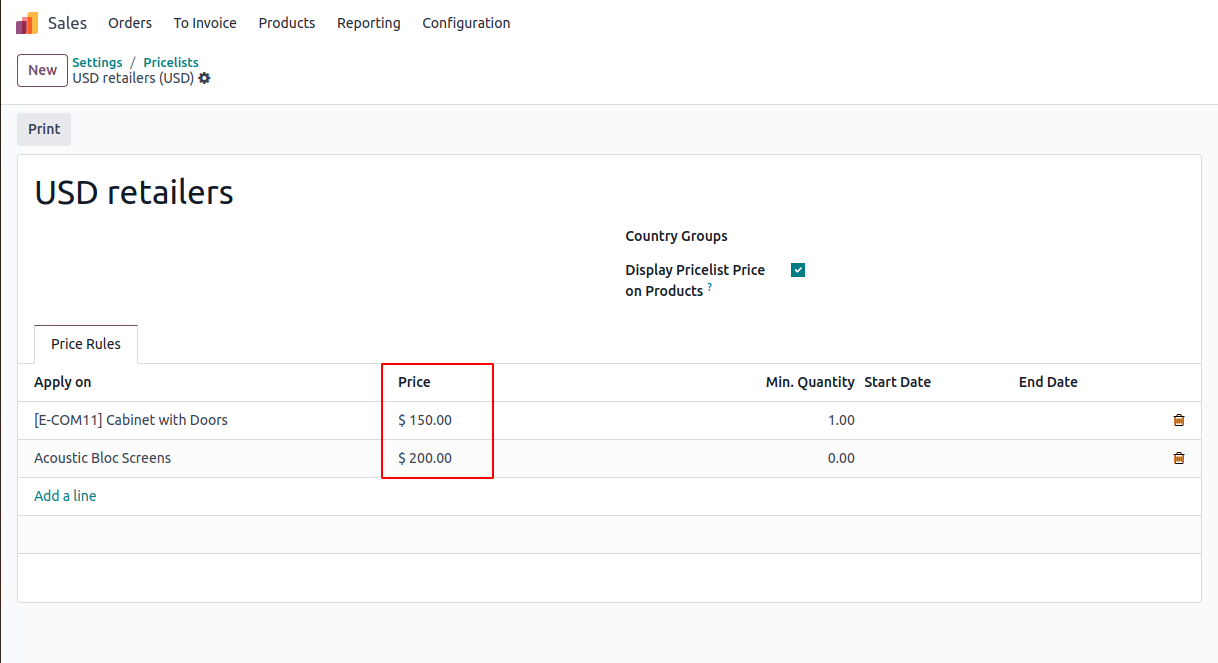 Sales Orders To Invoice Products Reporting Configuration
New Settings / Pricelists
USD retailers (USD)
Print
USD retailers
Country Groups
Display Pricelist Price
on Products ?
Price Rules
Apply on Price Min. Quantity Start Date End Date
[E-COM11] Cabinet with Doors $ 150.00 1.00
Acoustic Bloc Screens $ 200.00 0.00
Add a line